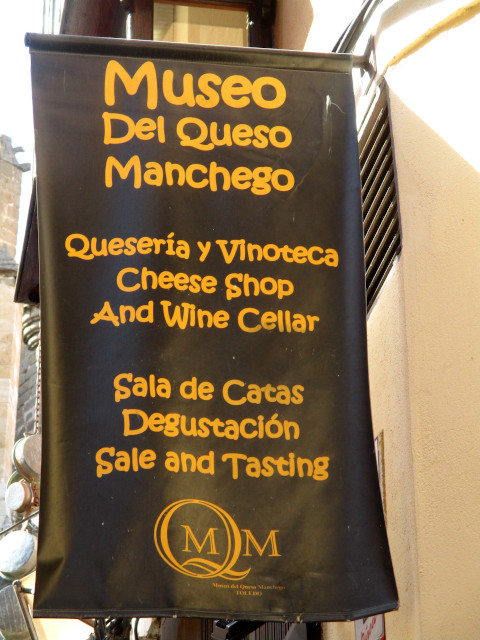 Museo
Del Queso
Manchego
Quesería y Vinoteca
Cheese Shop
And Wine Cellar
Sala de Catas
Degustación
Sale and Tasting
QMM
Museo del Queso Manchego
TOLEDO